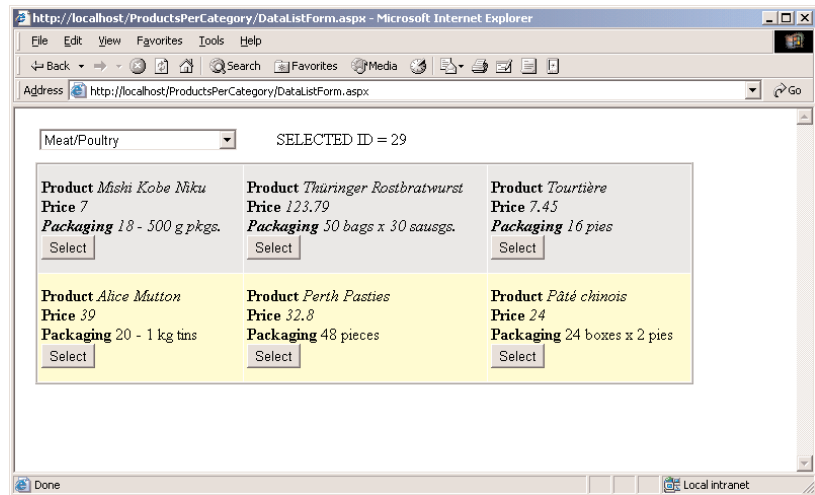 http://localhost/ProductsPerCategory/DataListForm.aspx - Microsoft Internet Explorer
File Edit View Favorites Tools Help
Back Search Favorites Media
Address http://localhost/ProductsPerCategory/DataListForm.aspx Go
Meat/Poultry SELECTED ID = 29
Product Mishi Kobe Niku Product Thüringer Rostbratwurst Product Tourtière
Price 7 Price 123.79 Price 7.45
Packaging 18 - 500 g pkgs. Packaging 50 bags x 30 sausgs. Packaging 16 pies
Select Select Select
Product Alice Mutton Product Perth Pasties Product Pâté chinois
Price 39 Price 32.8 Price 24
Packaging 20 - 1 kg tins Packaging 48 pieces Packaging 24 boxes x 2 pies
Select Select Select
Done Local intranet